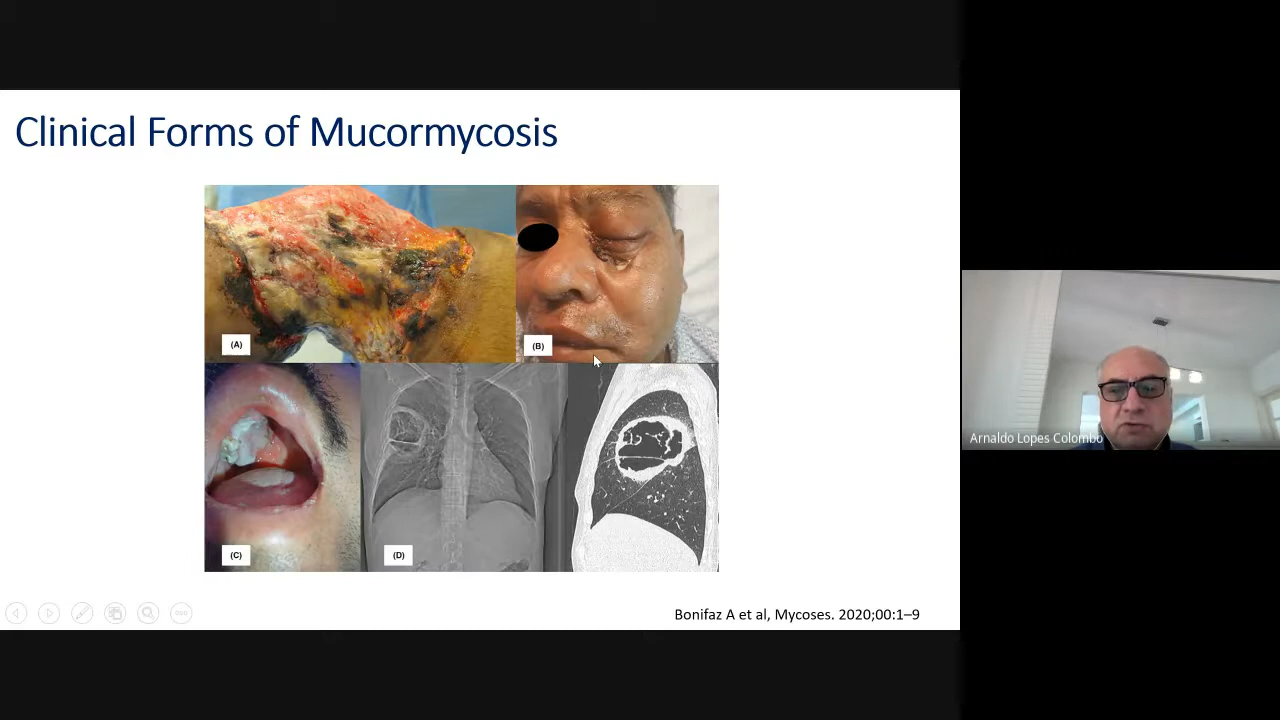 Clinical Forms of Mucormycosis
(A)
(B)
(C)
(D)
Arnaldo Lopes Colombo
Bonifaz A et al, Mycoses. 2020;00:1–9